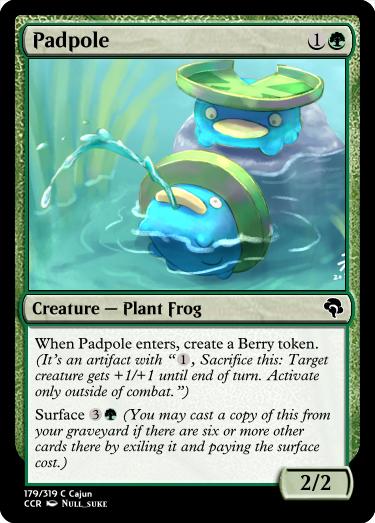 Padpole 1
Creature — Plant Frog
When Padpole enters, create a Berry token.
(It's an artifact with “1, Sacrifice this: Target
creature gets +1/+1 until end of turn. Activate
only outside of combat.”)
Surface 3 (You may cast a copy of this from
your graveyard if there are six or more other
cards there by exiling it and paying the surface
cost.)
2/2
179/319 C Cajun
CCR Null_suke